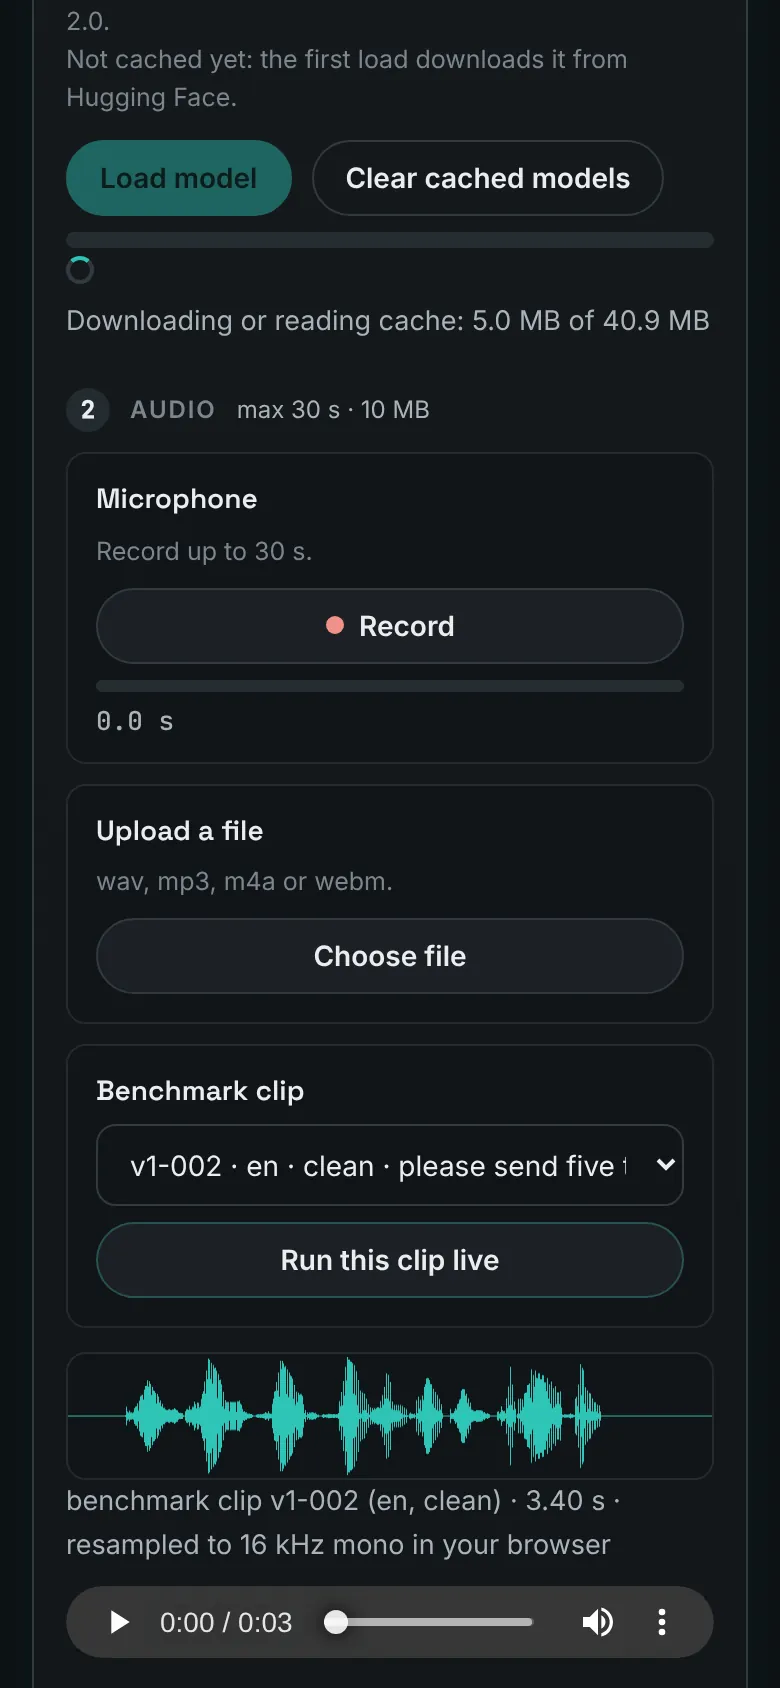 2.0.
Not cached yet: the first load downloads it from
Hugging Face.
Load model
Clear cached models
Downloading or reading cache: 5.0 MB of 40.9 MB
2 AUDIO max 30 s · 10 MB
Microphone
Record up to 30 s.
Record
0.0 s
Upload a file
wav, mp3, m4a or webm.
Choose file
Benchmark clip
v1-002 · en · clean · please send five
Run this clip live
benchmark clip v1-002 (en, clean) · 3.40 s ·
resampled to 16 kHz mono in your browser
0:00 / 0:03